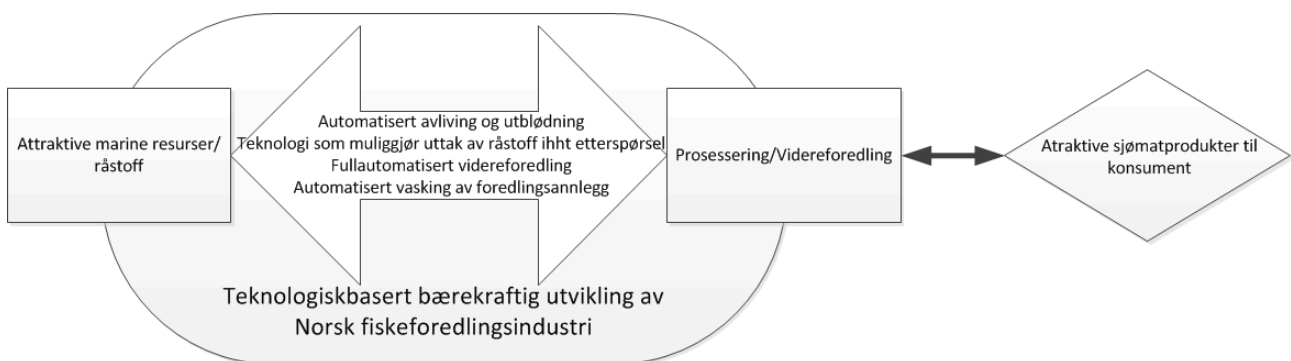 Attraktive marine resurser/
råstoff
Automatisert avliving og utblødning
Teknologi som muliggjør uttak av råstoff ihht etterspørsel
Fullautomatisert videreforedling
Automatisert vasking av foredlingsannlegg
Prosessering/Videreforedling
Atraktive sjømatprodukter til
konsument
Teknologiskbasert bærekraftig utvikling av
Norsk fiskeforedlingsindustri